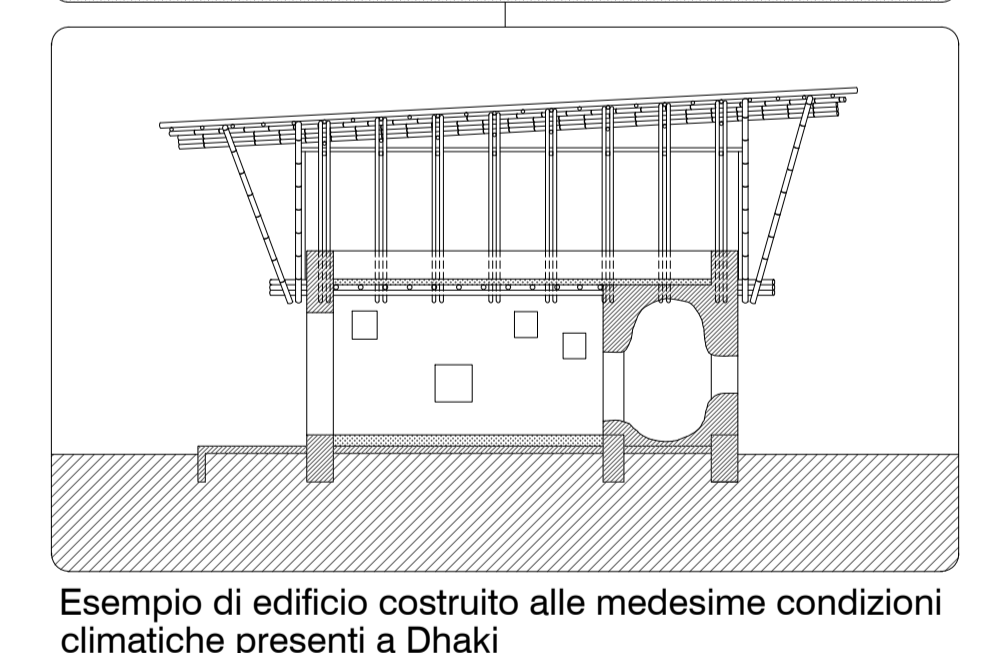 Esempio di edificio costruito alle medesime condizioni
climatiche presenti a Dhaki